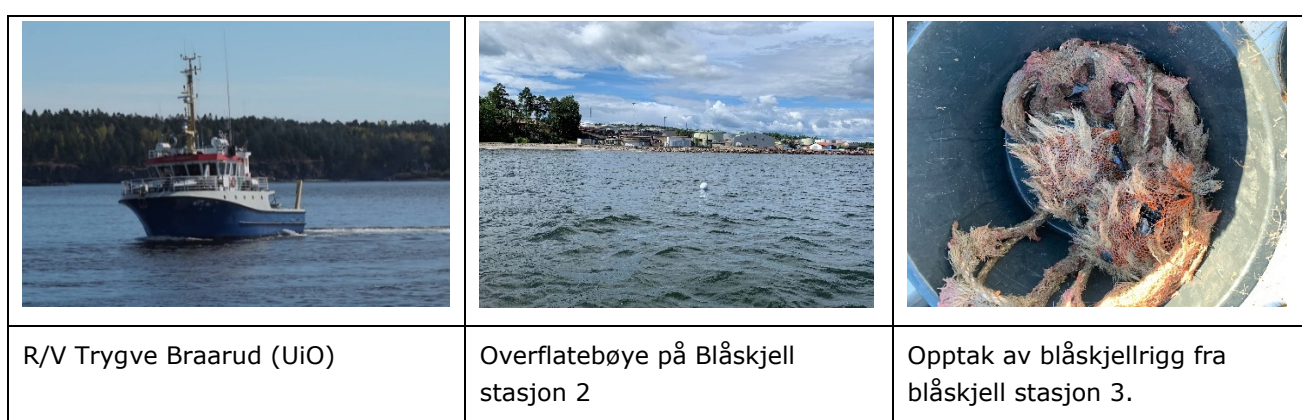 R/V Trygve Braarud (UiO)
Overflatebøye på Blåskjell
stasjon 2
Opptak av blåskjellrigg fra
blåskjell stasjon 3.